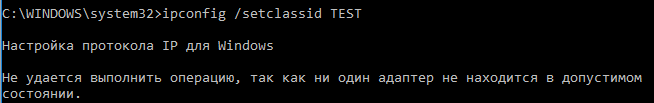 C:\WINDOWS\system32>ipconfig /setclassid TEST
Настройка протокола IP для Windows
Не удается выполнить операцию, так как ни один адаптер не находится в допустимом
состоянии.